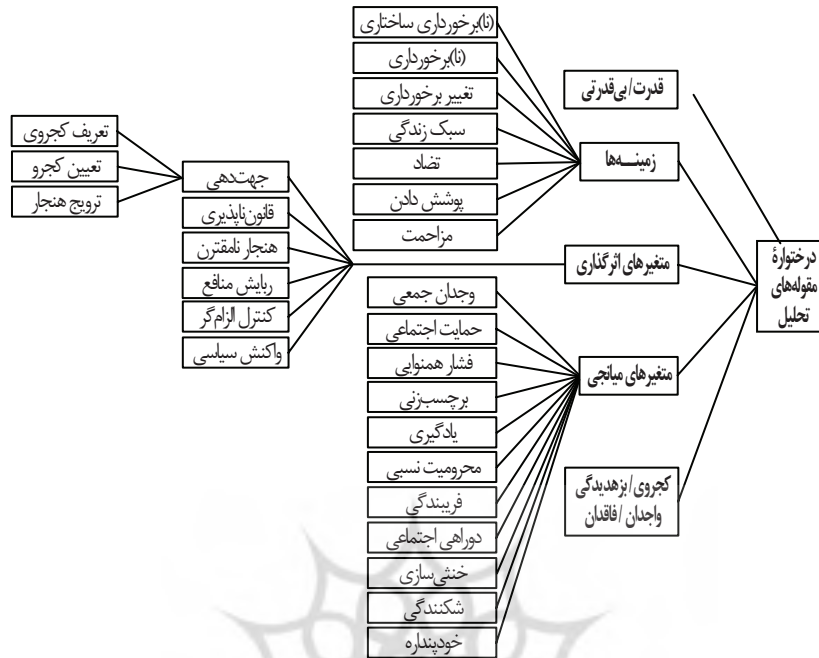 درختوارۀ
مقوله‌های
تحلیل
قدرت/بی‌قدرتی
زمینــه‌ها
(نا)برخورداری ساختاری
(نا)برخورداری
تغییر برخورداری
سبک زندگی
تضاد
پوشش دادن
مزاحمت
متغیرهای اثرگذاری
جهت‌دهی
تعریف کجروی
تعیین کجرو
ترویج هنجار
قانون‌ناپذیری
هنجار نامقترن
ربایش منافع
کنترل الزام‌گر
واکنش سیاسی
متغیرهای میانجی
وجدان جمعی
حمایت اجتماعی
فشار همنوایی
برچسب‌زنی
یادگیری
محرومیت نسبی
فریبندگی
دوراهی اجتماعی
خنثی‌سازی
شکنندگی
خودپنداره
کجروی/بزهدیدگی
واجدان/فاقدان